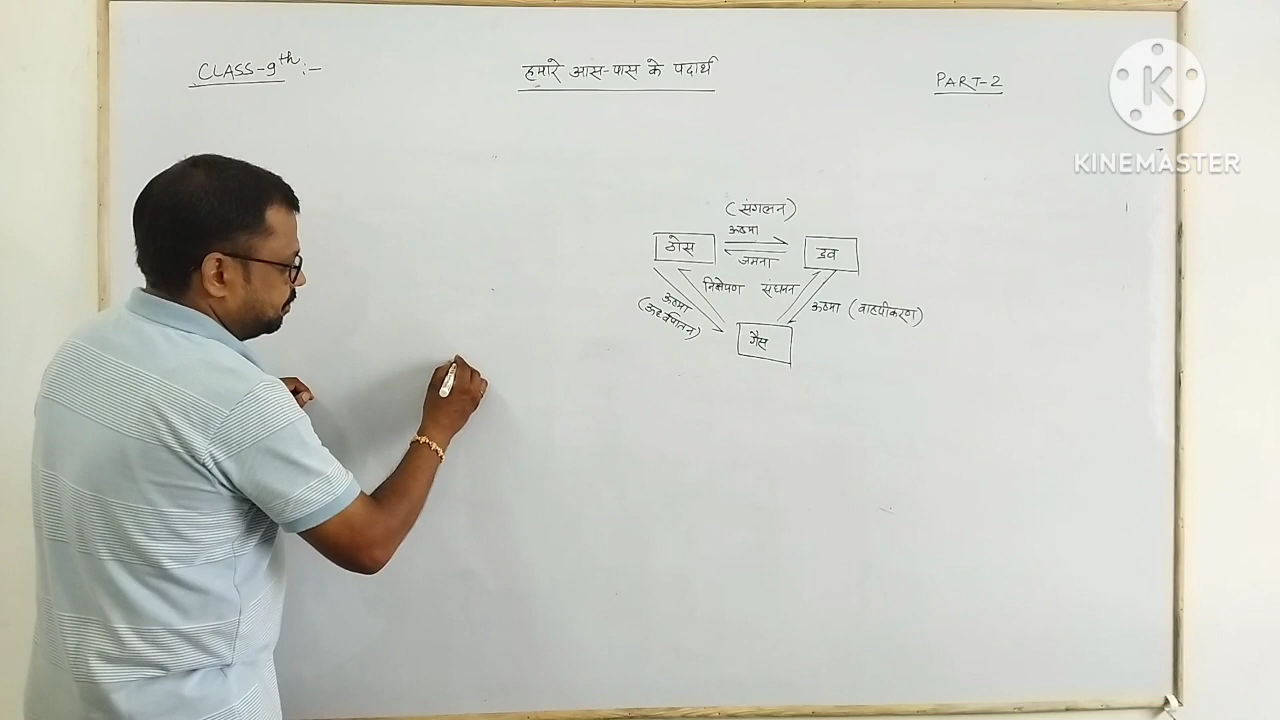 CLASS-9th:-
हमारे आस-पास के पदार्थ
PART-2
K
KINEMASTER
(संगलन)
ऊष्मा
ठोस
द्रव
जमना
निक्षेपण
संघनन
ऊष्मा
(ऊर्ध्वपातन)
ऊष्मा (वाष्पीकरण)
गैस